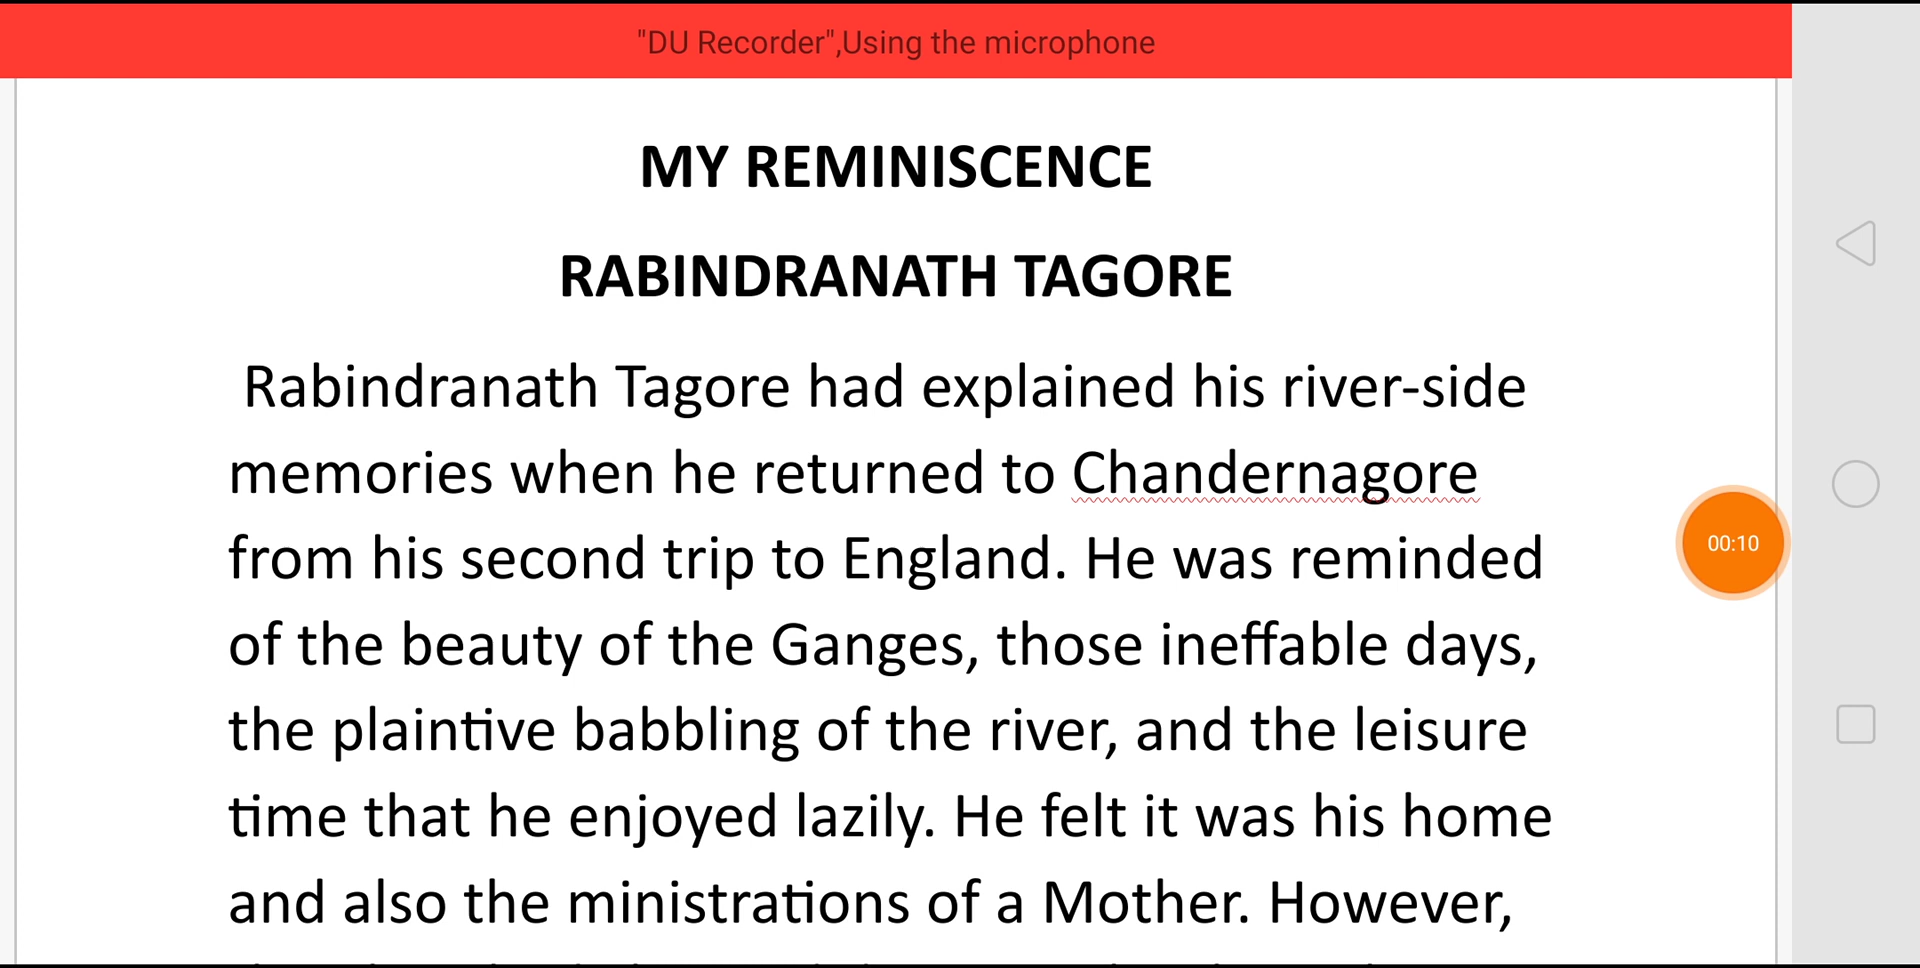 "DU Recorder",Using the microphone
MY REMINISCENCE
RABINDRANATH TAGORE
Rabindranath Tagore had explained his river-side
memories when he returned to Chandernagore
from his second trip to England. He was reminded
00:10
of the beauty of the Ganges, those ineffable days,
the plaintive babbling of the river, and the leisure
time that he enjoyed lazily. He felt it was his home
and also the ministrations of a Mother. However,